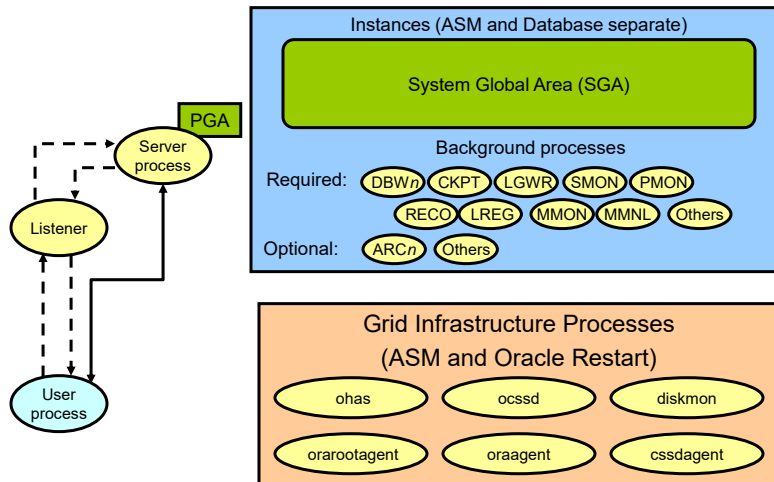 Instances (ASM and Database separate)
System Global Area (SGA)
PGA
Server
process
Background processes
Required:
DBWn CKPT LGWR SMON PMON
RECO LREG MMON MMNL Others
Listener
Optional:
ARCn Others
Grid Infrastructure Processes
(ASM and Oracle Restart)
User
process
ohas ocssd diskmon
orarootagent oraagent cssdagent